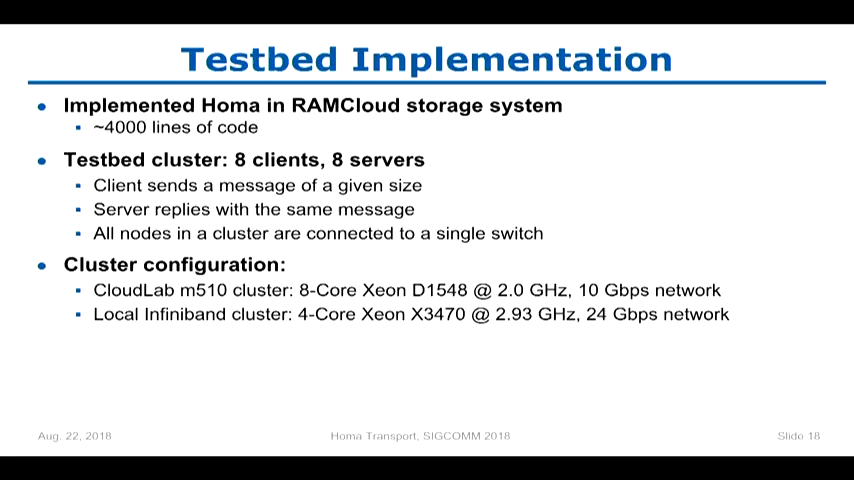 Testbed Implementation
• Implemented Homa in RAMCloud storage system
▪ ~4000 lines of code
• Testbed cluster: 8 clients, 8 servers
▪ Client sends a message of a given size
▪ Server replies with the same message
▪ All nodes in a cluster are connected to a single switch
• Cluster configuration:
▪ CloudLab m510 cluster: 8-Core Xeon D1548 @ 2.0 GHz, 10 Gbps network
▪ Local Infiniband cluster: 4-Core Xeon X3470 @ 2.93 GHz, 24 Gbps network
Aug. 22, 2018 Homa Transport, SIGCOMM 2018 Slide 18